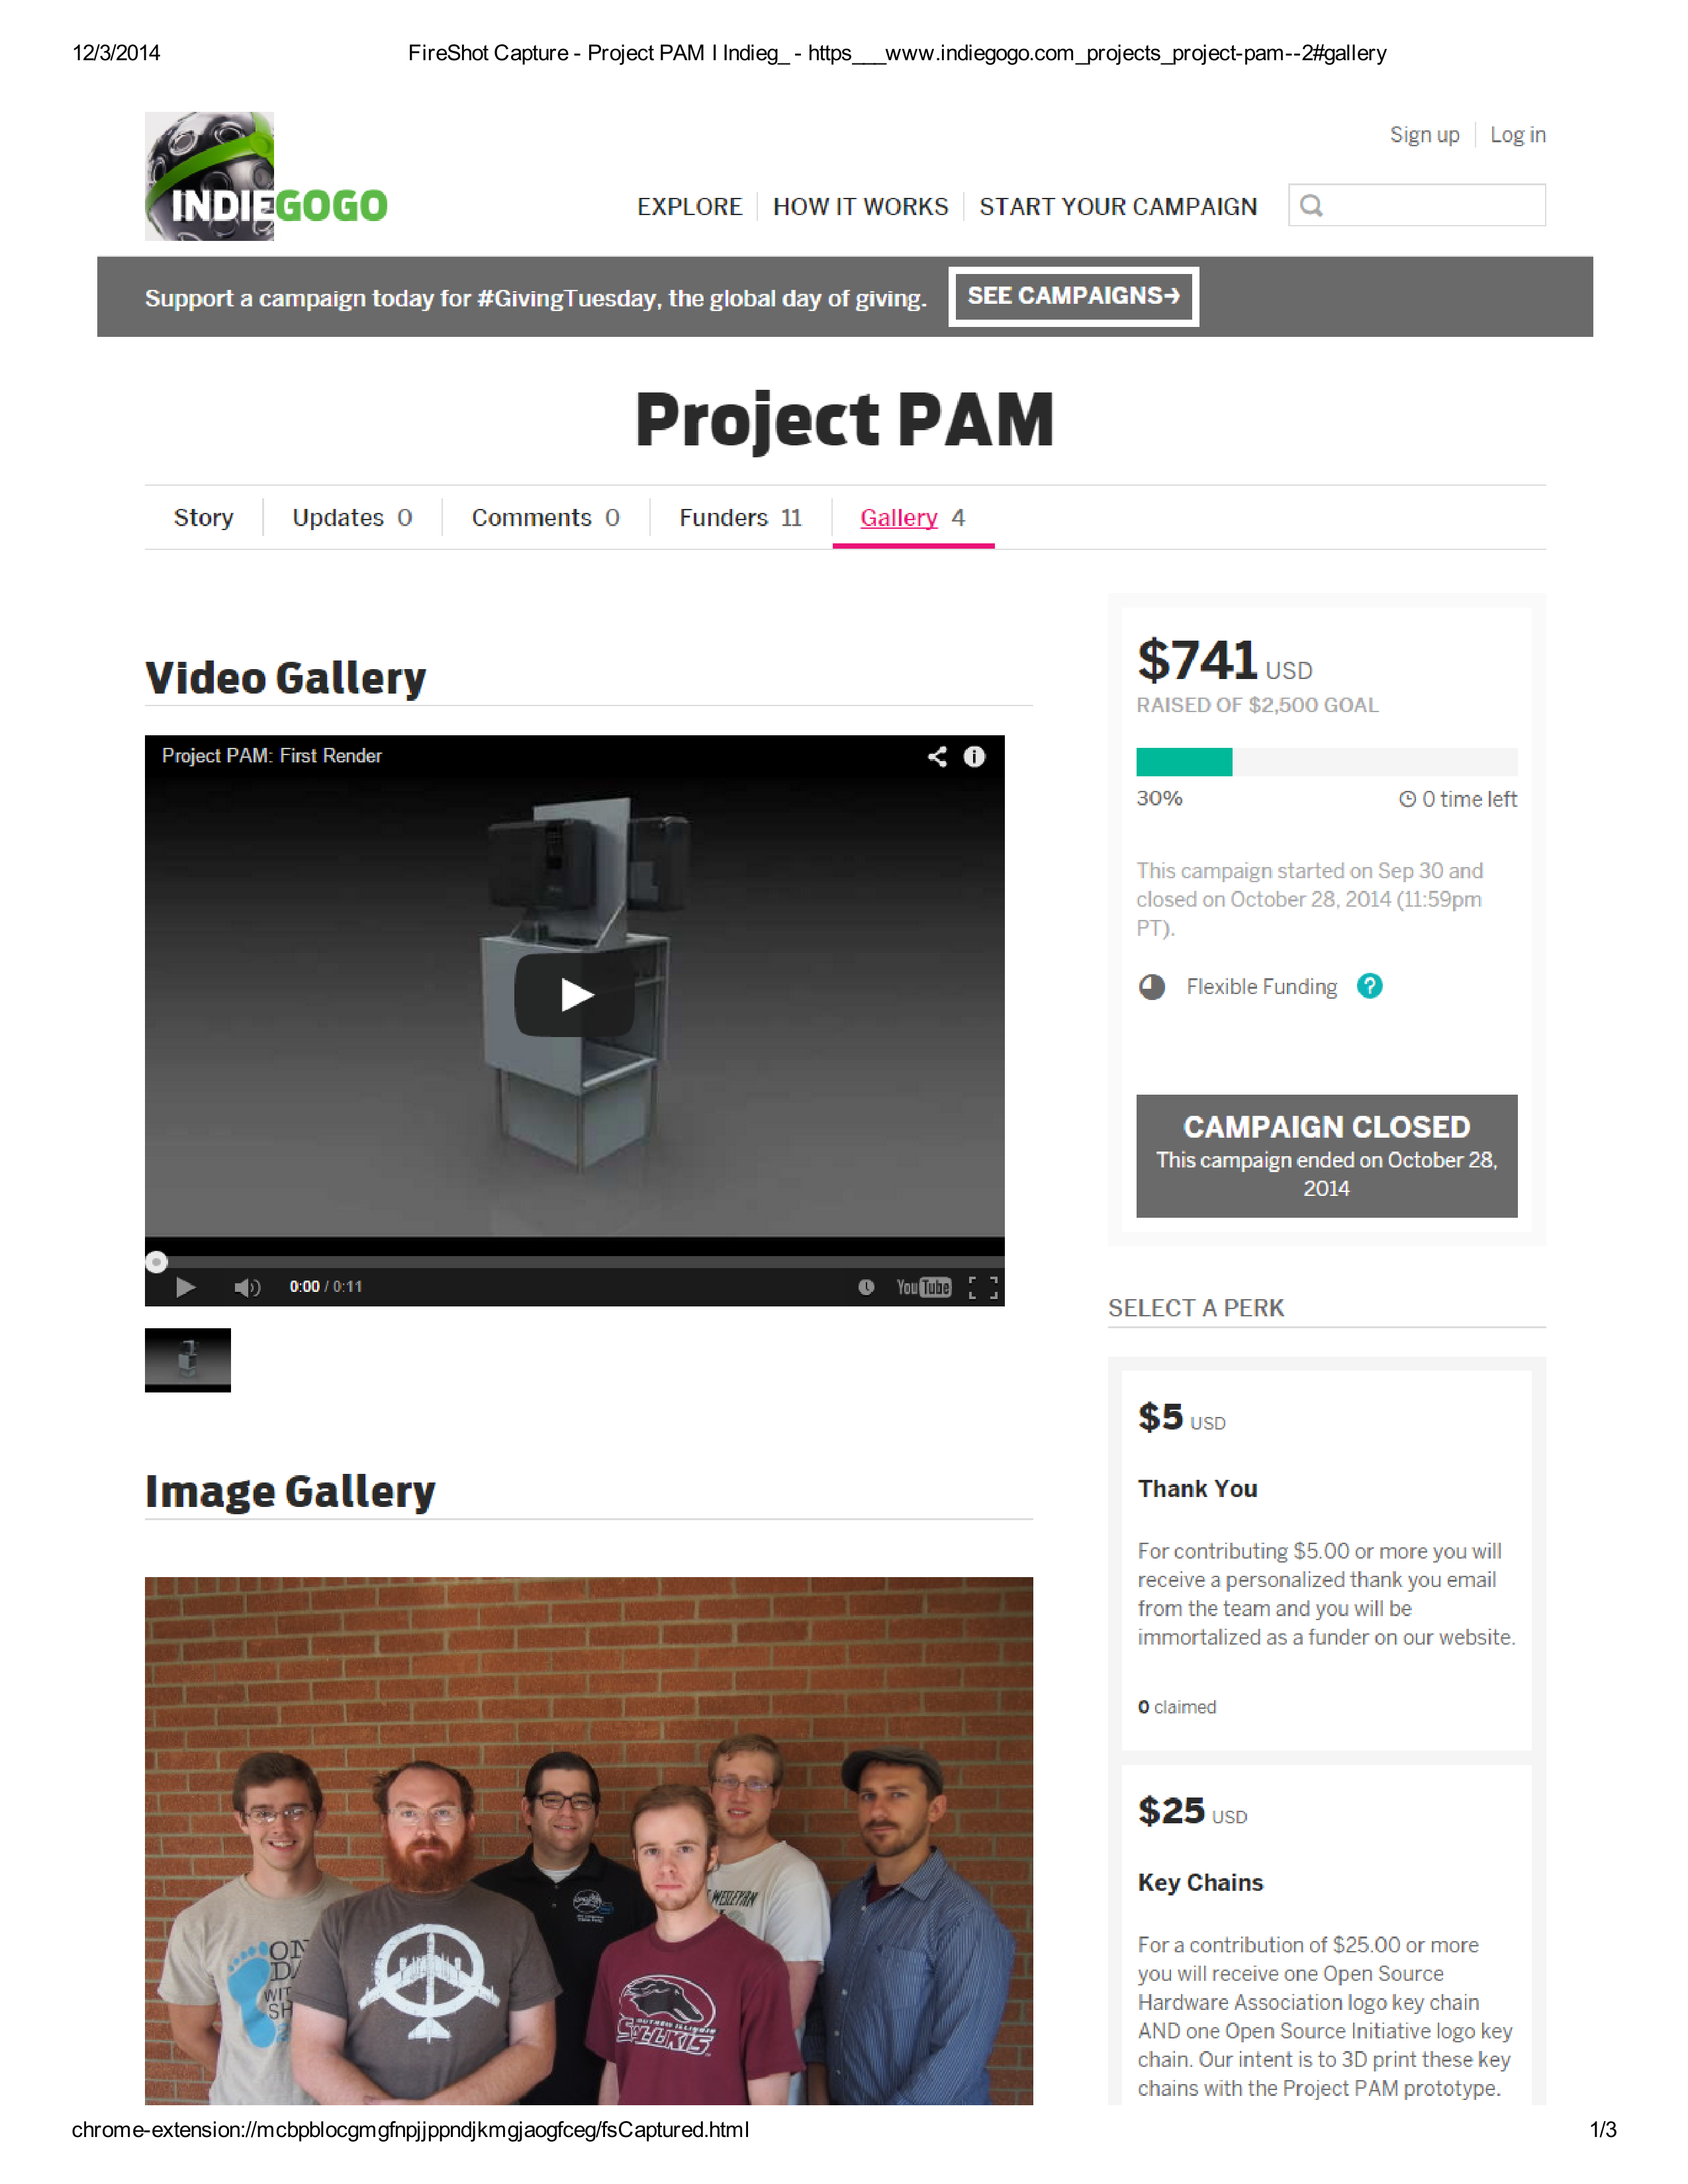 12/3/2014 FireShot Capture - Project PAM I Indieg_ - https___www.indiegogo.com_projects_project-pam--2#gallery
INDIEGOGO
Sign up Log in
EXPLORE HOW IT WORKS START YOUR CAMPAIGN
Support a campaign today for #GivingTuesday, the global day of giving. SEE CAMPAIGNS→
Project PAM
Story Updates 0 Comments 0 Funders 11 Gallery 4
Video Gallery
Project PAM: First Render
0:00 / 0:11
YouTube
Image Gallery
ON
DA
WIT
SH
WESLEYAN
SALUKIS
$741 USD
RAISED OF $2,500 GOAL
30% 0 time left
This campaign started on Sep 30 and
closed on October 28, 2014 (11:59pm
PT).
Flexible Funding ?
CAMPAIGN CLOSED
This campaign ended on October 28,
2014
SELECT A PERK
$5 USD
Thank You
For contributing $5.00 or more you will
receive a personalized thank you email
from the team and you will be
immortalized as a funder on our website.
0 claimed
$25 USD
Key Chains
For a contribution of $25.00 or more
you will receive one Open Source
Hardware Association logo key chain
AND one Open Source Initiative logo key
chain. Our intent is to 3D print these key
chains with the Project PAM prototype.
chrome-extension://mcbpblocgmgfnpjjppndjkmgjaogfceg/fsCaptured.html 1/3